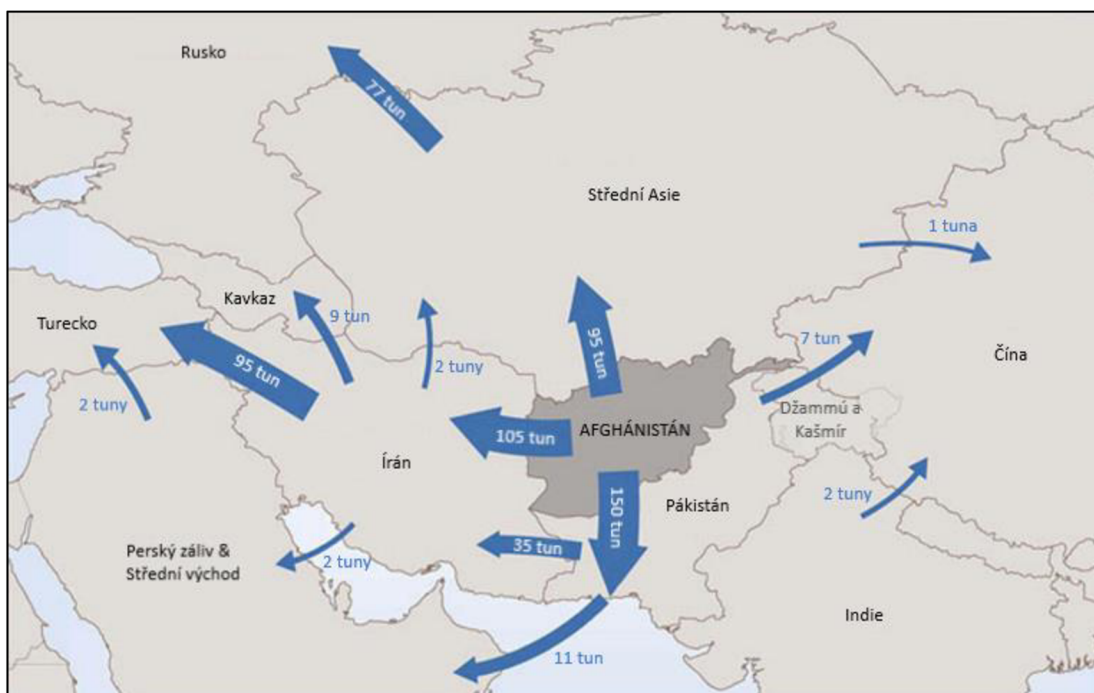 Rusko
77 tun
Střední Asie
1 tuna
Kavkaz
9 tun
Turecko
95 tun
2 tuny
95 tun
7 tun
Čína
2 tuny
Džammú a
Kašmír
AFGHÁNISTÁN
105 tun
Írán
150 tun
Pákistán
2 tuny
35 tun
Perský záliv &
Střední východ
2 tuny
Indie
11 tun